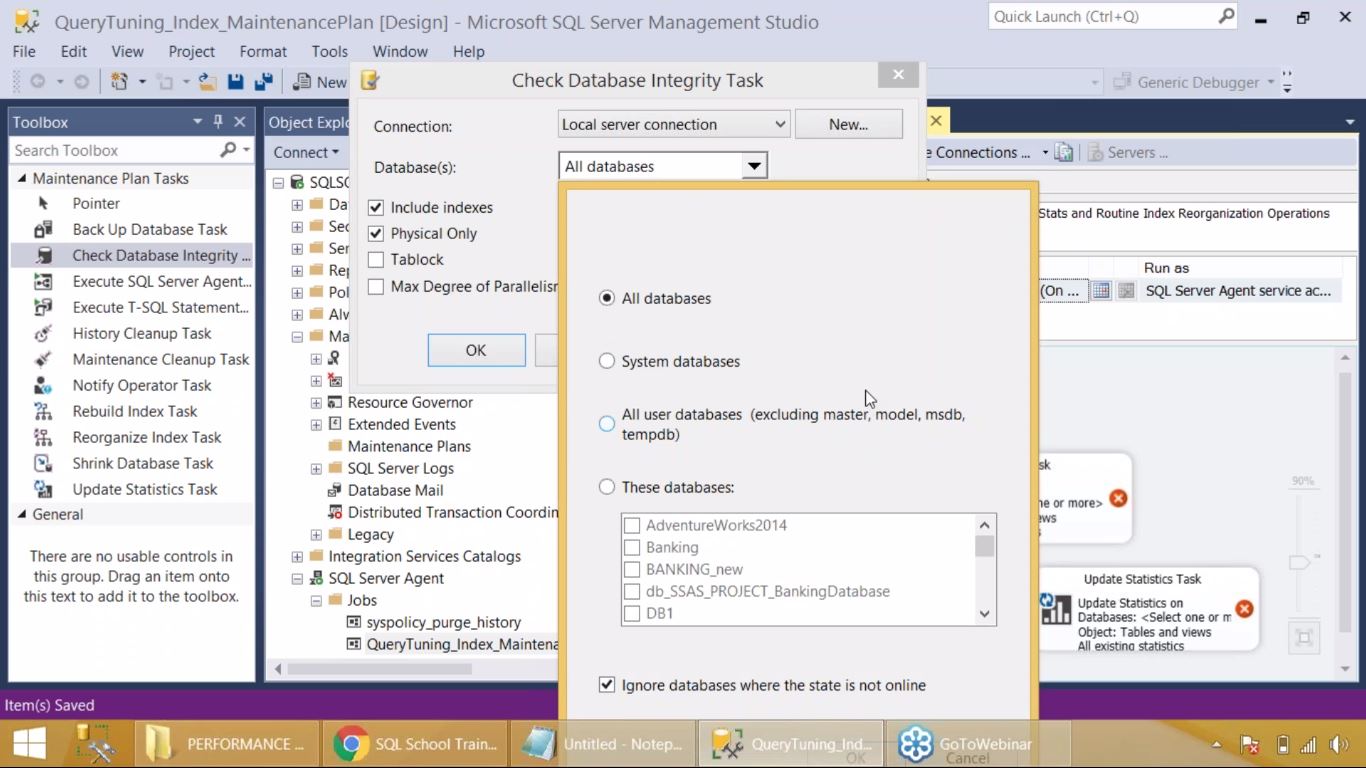 QueryTuning_Index_MaintenancePlan [Design] - Microsoft SQL Server Management Studio
Quick Launch (Ctrl+Q)
File Edit View Project Format Tools Window Help
New
Generic Debugger
Toolbox
Search Toolbox
Maintenance Plan Tasks
Pointer
Back Up Database Task
Check Database Integrity ...
Execute SQL Server Agent...
Execute T-SQL Statement...
History Cleanup Task
Maintenance Cleanup Task
Notify Operator Task
Rebuild Index Task
Reorganize Index Task
Shrink Database Task
Update Statistics Task
General
There are no usable controls in
this group. Drag an item onto
this text to add it to the toolbox.
Object Explo
Connect
SQLSC
Da
Sec
Ser
Rep
Pol
Alw
Ma
Resource Governor
Extended Events
Maintenance Plans
SQL Server Logs
Database Mail
Distributed Transaction Coordin
Legacy
Integration Services Catalogs
SQL Server Agent
Jobs
syspolicy_purge_history
QueryTuning_Index_Maintena
Check Database Integrity Task
Connection:
Local server connection
New...
Database(s):
All databases
Include indexes
Physical Only
Tablock
Max Degree of Parallelism
OK
All databases
System databases
All user databases (excluding master, model, msdb,
tempdb)
These databases:
AdventureWorks2014
Banking
BANKING_new
db_SSAS_PROJECT_BankingDatabase
DB1
Ignore databases where the state is not online
OK
Cancel
e Connections ...
Servers ...
Stats and Routine Index Reorganization Operations
Run as
(On ...
SQL Server Agent service ac...
sk
ne or more>
ews
s
90%
Update Statistics Task
Update Statistics on
Databases: <Select one or m
Object: Tables and views
All existing statistics
Item(s) Saved
PERFORMANCE ...
SQL School Train...
Untitled - Notep...
QueryTuning_Ind...
GoToWebinar